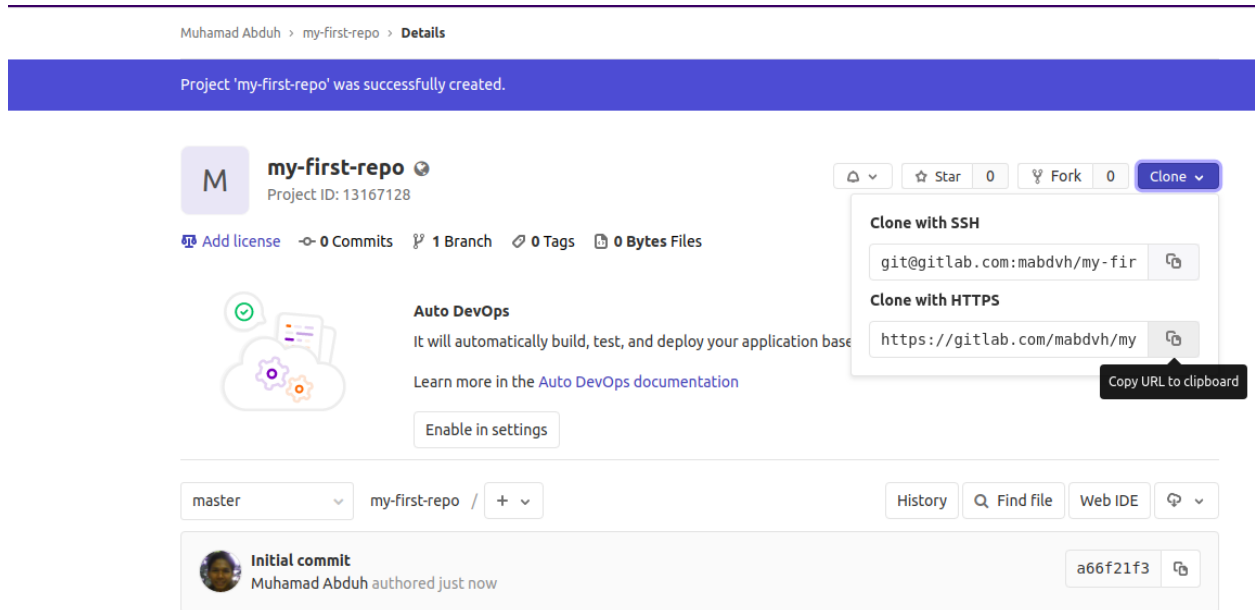 Muhamad Abduh › my-first-repo › Details
Project 'my-first-repo' was successfully created.
M
my-first-repo
Project ID: 13167128
Star 0
Fork 0
Clone
Add license
0 Commits
1 Branch
0 Tags
0 Bytes Files
Clone with SSH
git@gitlab.com:mabdvh/my-fir
Clone with HTTPS
https://gitlab.com/mabdvh/my
Copy URL to clipboard
Auto DevOps
It will automatically build, test, and deploy your application base
Learn more in the Auto DevOps documentation
Enable in settings
master
my-first-repo / +
History
Find file
Web IDE
Initial commit
Muhamad Abduh authored just now
a66f21f3